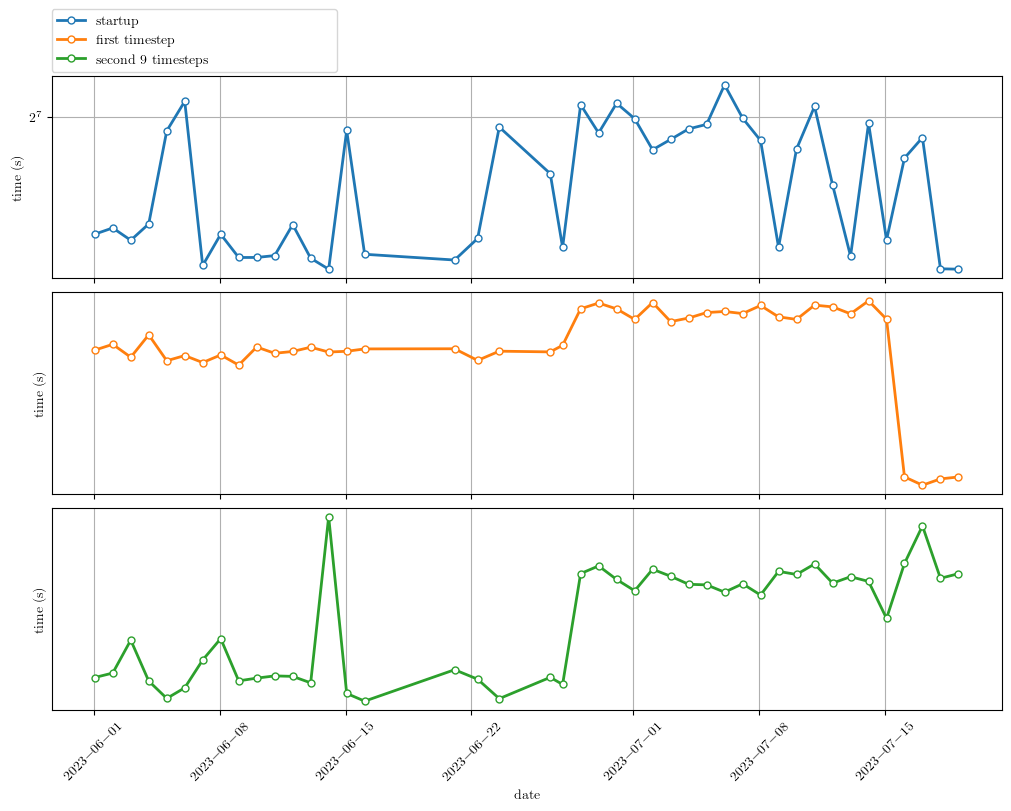 startup
first timestep
second 9 timesteps
2^7
time (s)
time (s)
time (s)
2023−06−01
2023−06−08
2023−06−15
2023−06−22
2023−07−01
2023−07−08
2023−07−15
date